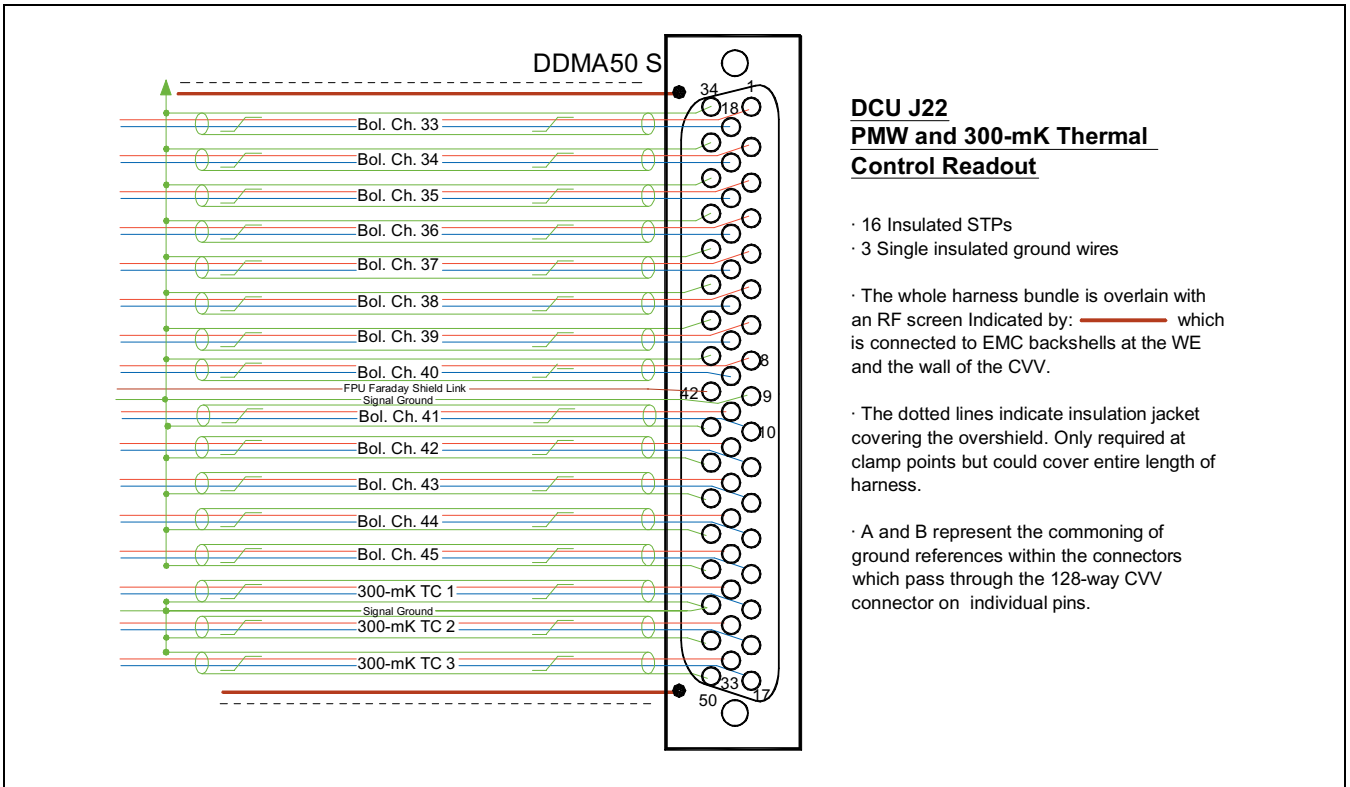 DDMA50 S
34
1
18
Bol. Ch. 33
Bol. Ch. 34
Bol. Ch. 35
Bol. Ch. 36
Bol. Ch. 37
Bol. Ch. 38
Bol. Ch. 39
8
Bol. Ch. 40
FPU Faraday Shield Link
42
9
Signal Ground
Bol. Ch. 41
10
Bol. Ch. 42
Bol. Ch. 43
Bol. Ch. 44
Bol. Ch. 45
300-mK TC 1
Signal Ground
300-mK TC 2
300-mK TC 3
33
17
50
DCU J22
PMW and 300-mK Thermal
Control Readout
· 16 Insulated STPs
· 3 Single insulated ground wires
· The whole harness bundle is overlain with
an RF screen Indicated by: which
is connected to EMC backshells at the WE
and the wall of the CVV.
· The dotted lines indicate insulation jacket
covering the overshield. Only required at
clamp points but could cover entire length of
harness.
· A and B represent the commoning of
ground references within the connectors
which pass through the 128-way CVV
connector on individual pins.